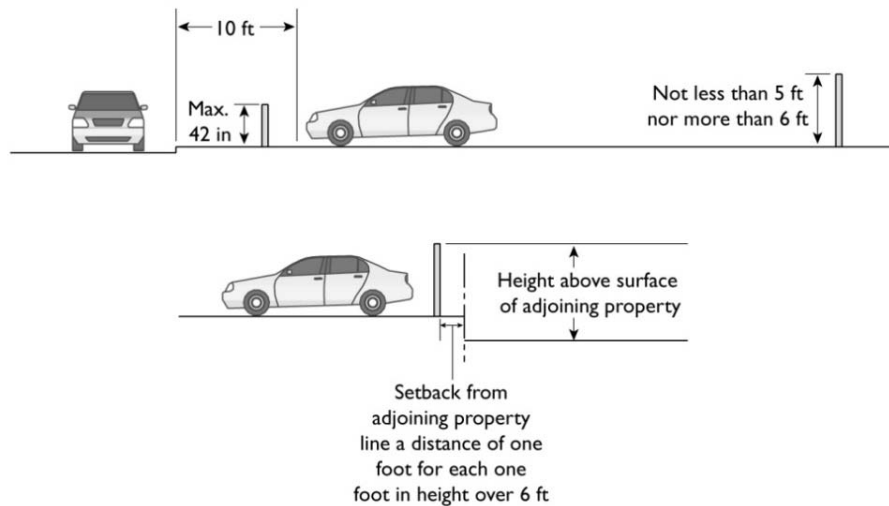 10 ft
Max.
42 in
Not less than 5 ft
nor more than 6 ft
Height above surface
of adjoining property
Setback from
adjoining property
line a distance of one
foot for each one
foot in height over 6 ft